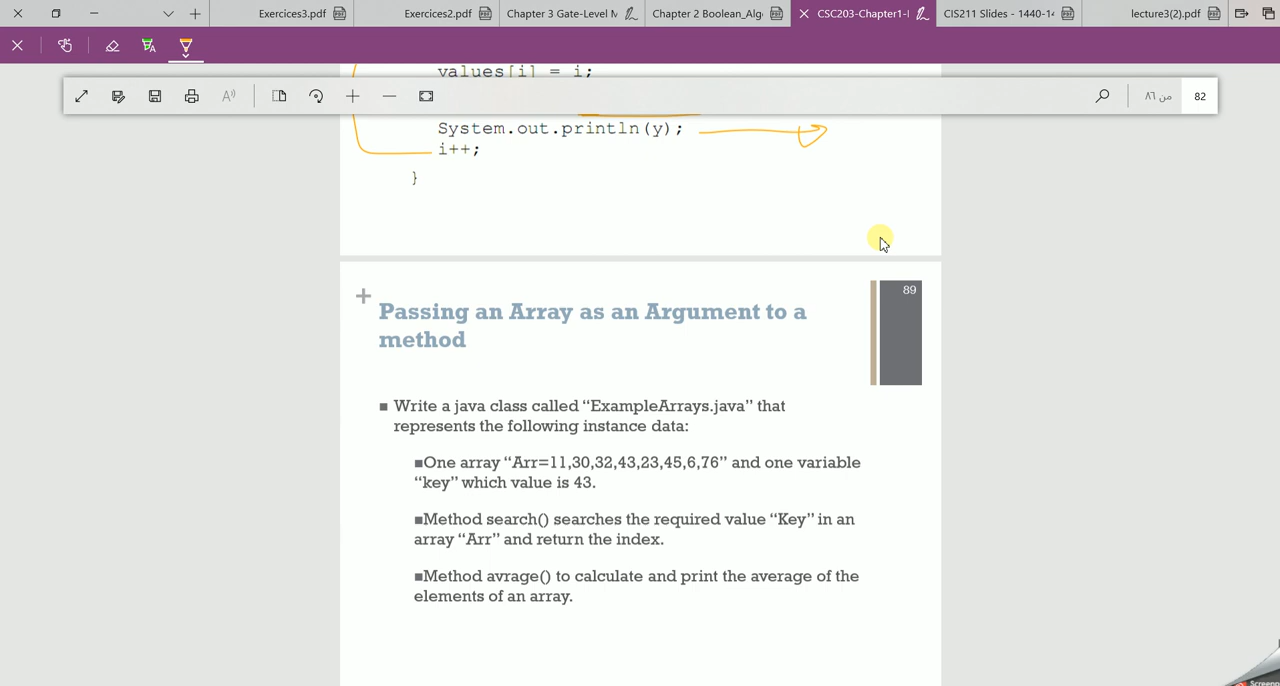 Exercices3.pdf
Exercices2.pdf
Chapter 3 Gate-Level M
Chapter 2 Boolean_Alg
CSC203-Chapter1-I
CIS211 Slides - 1440-14
lecture3(2).pdf
values[i] = i;
من ٨٦
82
System.out.println(y);
i++;
}
89
Passing an Array as an Argument to a
method
Write a java class called “ExampleArrays.java” that
represents the following instance data:
One array “Arr=11,30,32,43,23,45,6,76” and one variable
“key” which value is 43.
Method search() searches the required value “Key” in an
array “Arr” and return the index.
Method avrage() to calculate and print the average of the
elements of an array.